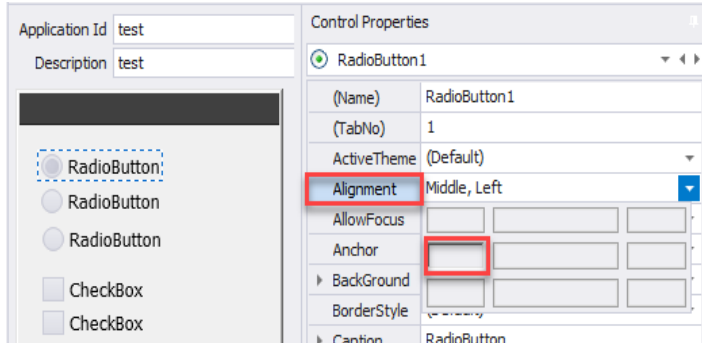 Application Id test
Description test
RadioButton
RadioButton
RadioButton
CheckBox
CheckBox
Control Properties
RadioButton1
(Name) RadioButton1
(TabNo) 1
ActiveTheme (Default)
Alignment Middle, Left
AllowFocus
Anchor
BackGround
BorderStyle
Caption RadioButton